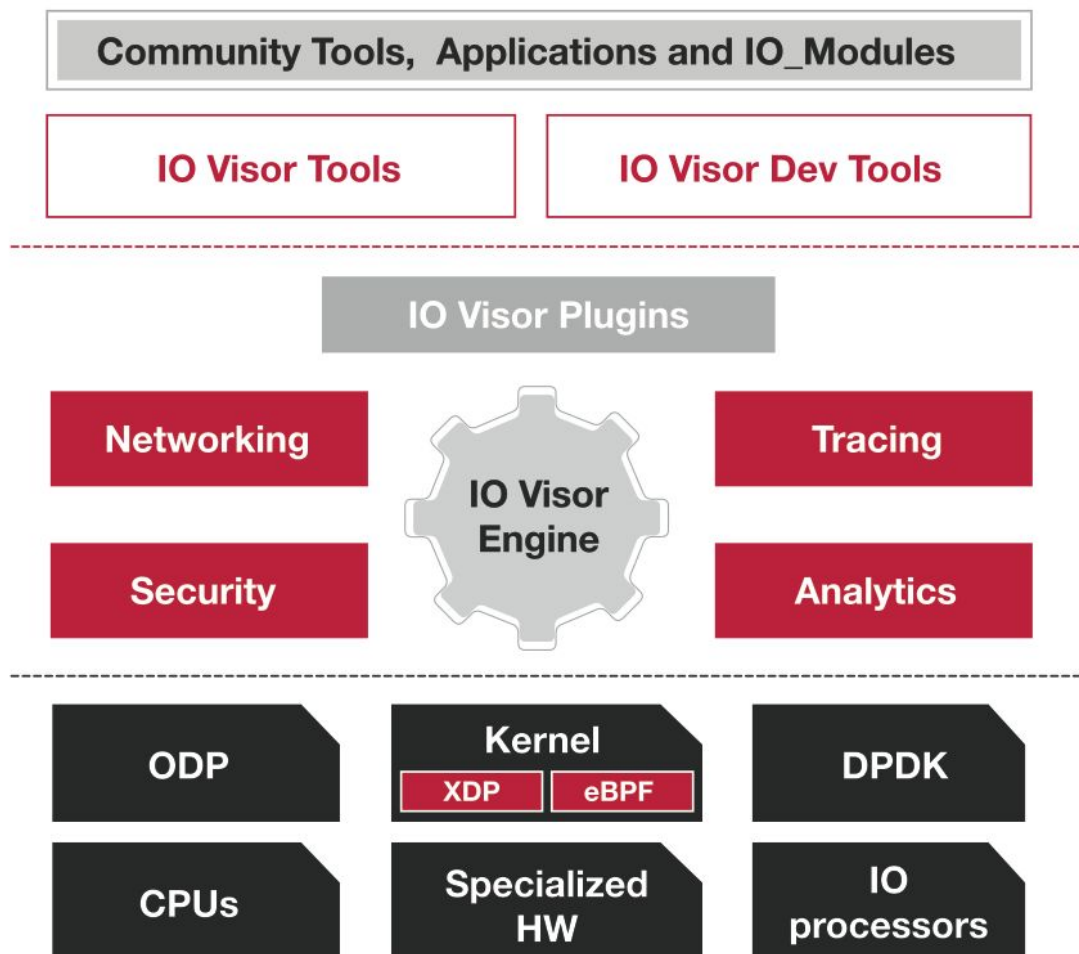 Community Tools, Applications and IO_Modules
IO Visor Tools
IO Visor Dev Tools
IO Visor Plugins
Networking
IO Visor
Engine
Tracing
Security
Analytics
ODP
Kernel
XDP
eBPF
DPDK
CPUs
Specialized
HW
IO
processors